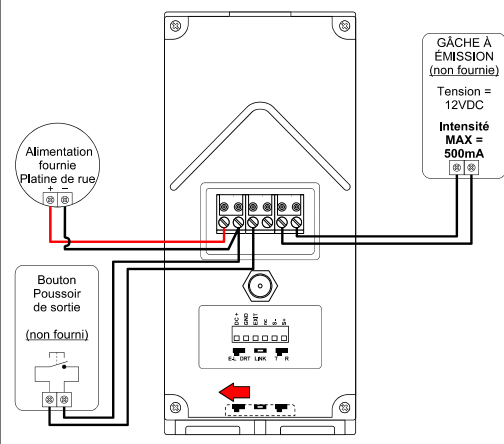 GÂCHE À
ÉMISSION
(non fournie)
Tension =
12VDC
Intensité
MAX =
500mA
Alimentation
fournie
Platine de rue
+ −
Bouton
Poussoir
de sortie
(non fourni)
DC +
GND
EXIT
nc
S -
S+
E-L DRT LINK T R